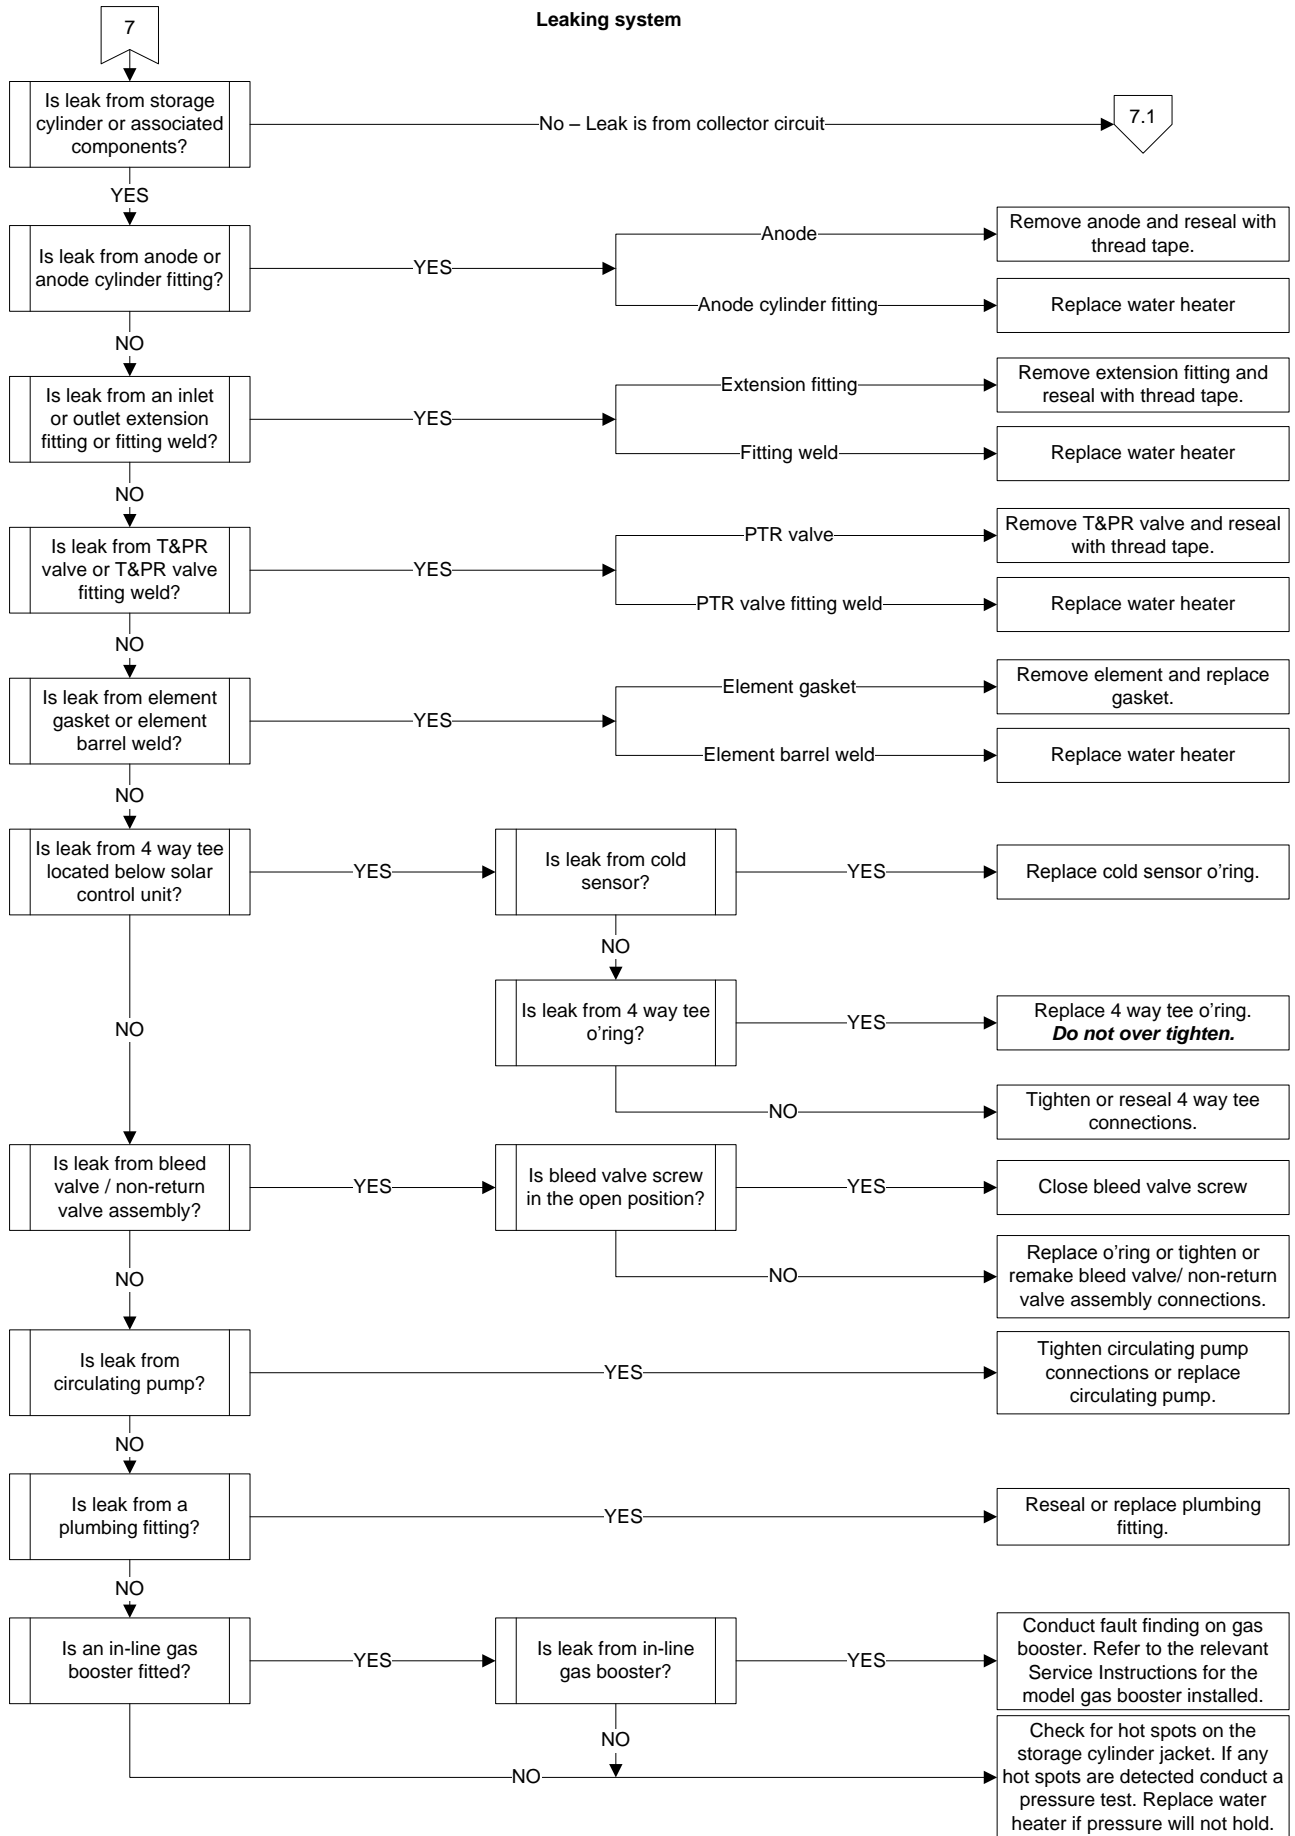 Leaking system
7
Is leak from storage
cylinder or associated
components?
No – Leak is from collector circuit
7.1
YES
Is leak from anode or
anode cylinder fitting?
YES
Anode
Remove anode and reseal with
thread tape.
Anode cylinder fitting
Replace water heater
NO
Is leak from an inlet
or outlet extension
fitting or fitting weld?
YES
Extension fitting
Remove extension fitting and
reseal with thread tape.
Fitting weld
Replace water heater
NO
Is leak from T&PR
valve or T&PR valve
fitting weld?
YES
PTR valve
Remove T&PR valve and reseal
with thread tape.
PTR valve fitting weld
Replace water heater
NO
Is leak from element
gasket or element
barrel weld?
YES
Element gasket
Remove element and replace
gasket.
Element barrel weld
Replace water heater
NO
Is leak from 4 way tee
located below solar
control unit?
YES
Is leak from cold
sensor?
YES
Replace cold sensor o'ring.
NO
Is leak from 4 way tee
o'ring?
YES
Replace 4 way tee o'ring.
Do not over tighten.
NO
NO
Tighten or reseal 4 way tee
connections.
Is leak from bleed
valve / non-return
valve assembly?
YES
Is bleed valve screw
in the open position?
YES
Close bleed valve screw
NO
NO
Replace o'ring or tighten or
remake bleed valve/ non-return
valve assembly connections.
Is leak from
circulating pump?
YES
Tighten circulating pump
connections or replace
circulating pump.
NO
Is leak from a
plumbing fitting?
YES
Reseal or replace plumbing
fitting.
NO
Is an in-line gas
booster fitted?
YES
Is leak from in-line
gas booster?
YES
Conduct fault finding on gas
booster. Refer to the relevant
Service Instructions for the
model gas booster installed.
NO
NO
Check for hot spots on the
storage cylinder jacket. If any
hot spots are detected conduct a
pressure test. Replace water
heater if pressure will not hold.